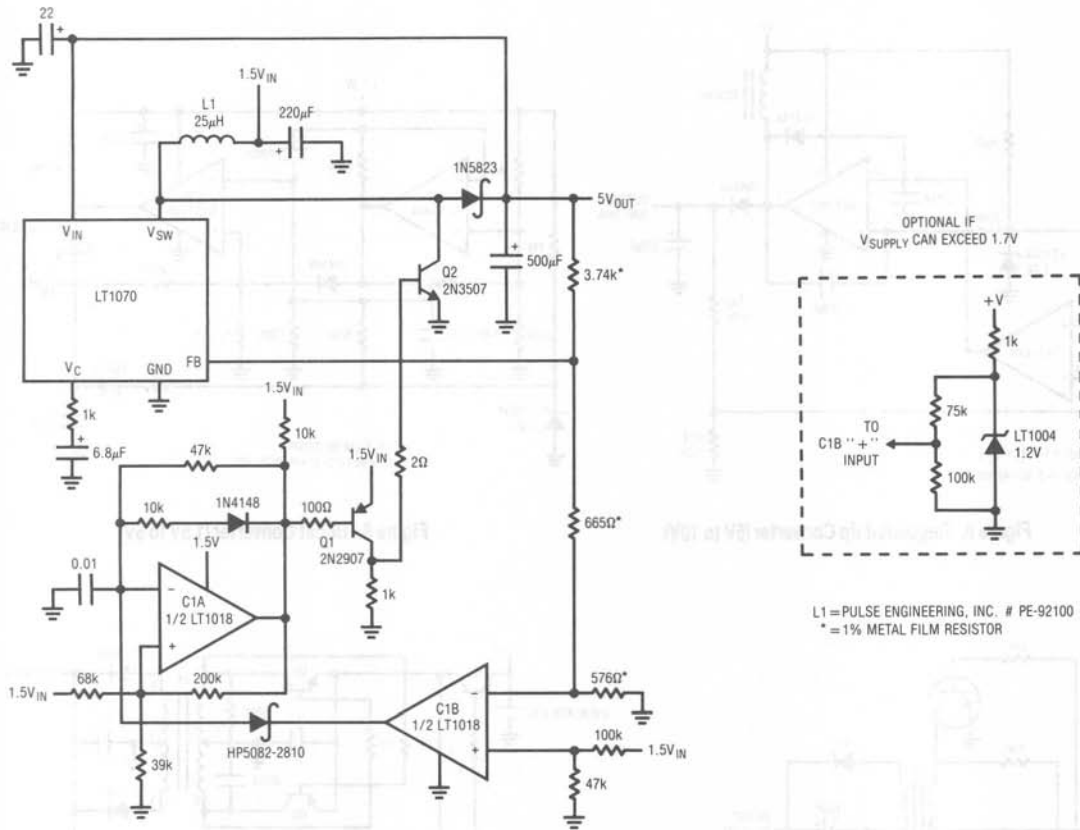 22
+
1.5VIN
L1
25μH
220μF
+
1N5823
5VOUT
VIN
VSW
LT1070
VC
GND
FB
Q2
2N3507
+
500μF
3.74k*
OPTIONAL IF
VSUPPLY CAN EXCEED 1.7V
+V
1k
75k
TO
C1B "+"
INPUT
100k
LT1004
1.2V
1k
+
6.8μF
1.5VIN
10k
47k
10k
1N4148
100Ω
1.5VIN
2Ω
Q1
2N2907
665Ω*
1.5V
0.01
−
C1A
1/2 LT1018
+
1k
L1 = PULSE ENGINEERING, INC. # PE-92100
* = 1% METAL FILM RESISTOR
1.5VIN
68k
200k
39k
HP5082-2810
C1B
1/2 LT1018
−
+
576Ω*
100k
1.5VIN
47k